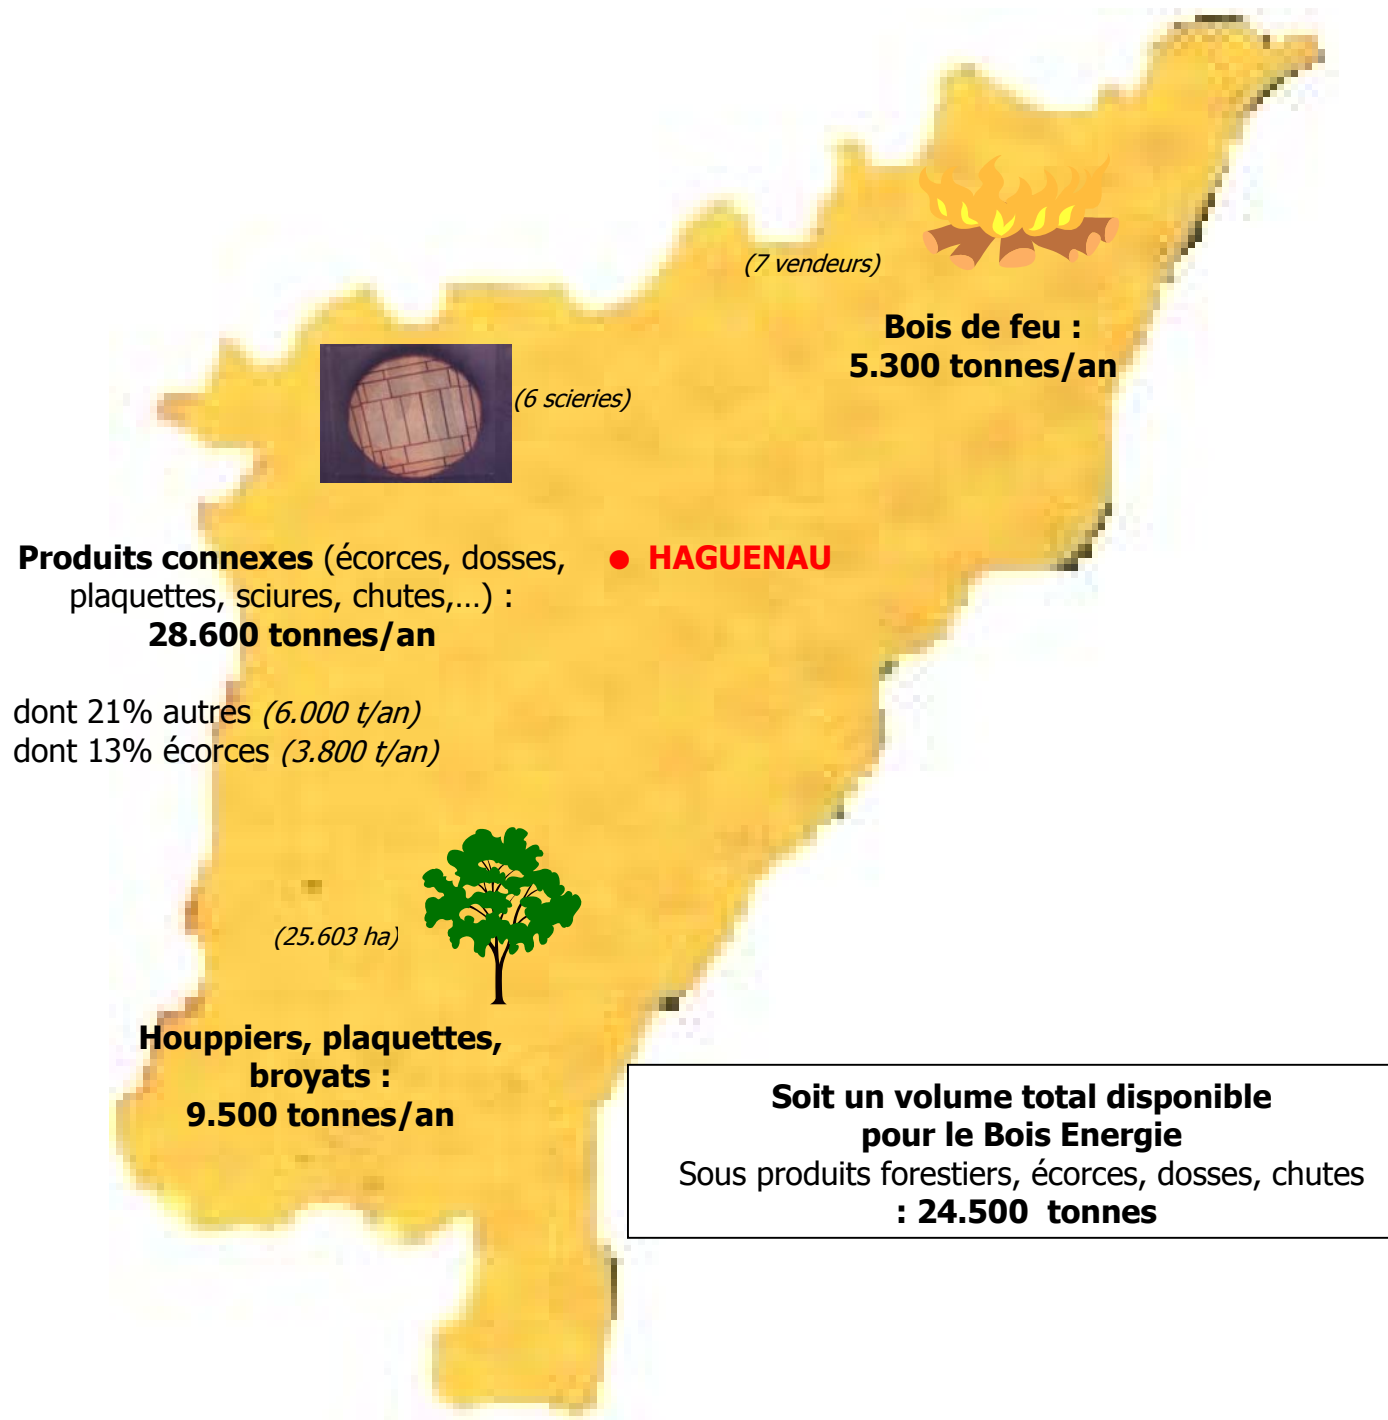 (7 vendeurs)
Bois de feu :
5.300 tonnes/an
(6 scieries)
Produits connexes (écorces, dosses,
plaquettes, sciures, chutes,...) :
28.600 tonnes/an
HAGUENAU
dont 21% autres (6.000 t/an)
dont 13% écorces (3.800 t/an)
(25.603 ha)
Houppiers, plaquettes,
broyats :
9.500 tonnes/an
Soit un volume total disponible
pour le Bois Energie
Sous produits forestiers, écorces, dosses, chutes
: 24.500 tonnes